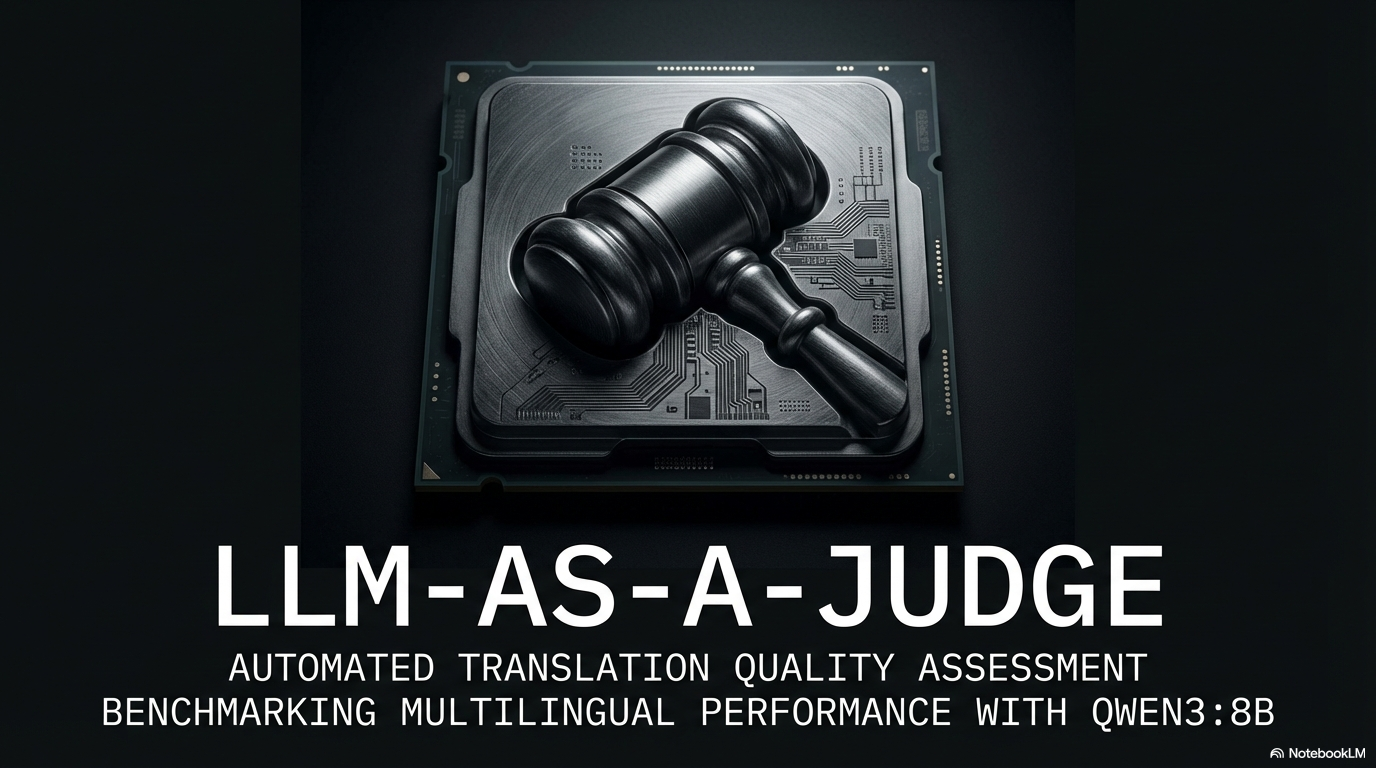 LLM-AS-A-JUDGE
AUTOMATED TRANSLATION QUALITY ASSESSMENT
BENCHMARKING MULTILINGUAL PERFORMANCE WITH QWEN3:8B
NotebookLM